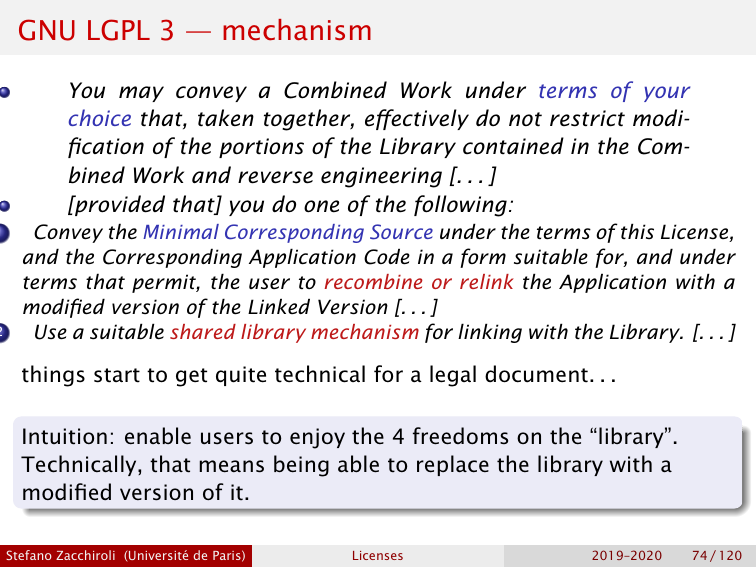 GNU LGPL 3 — mechanism
You may convey a Combined Work under terms of your
choice that, taken together, effectively do not restrict modi-
fication of the portions of the Library contained in the Com-
bined Work and reverse engineering [. . . ]
[provided that] you do one of the following:
Convey the Minimal Corresponding Source under the terms of this License,
and the Corresponding Application Code in a form suitable for, and under
terms that permit, the user to recombine or relink the Application with a
modified version of the Linked Version [. . . ]
2 Use a suitable shared library mechanism for linking with the Library. [. . . ]
things start to get quite technical for a legal document. . .
Intuition: enable users to enjoy the 4 freedoms on the “library”.
Technically, that means being able to replace the library with a
modified version of it.
Stefano Zacchiroli (Université de Paris) Licenses 2019–2020 74 / 120